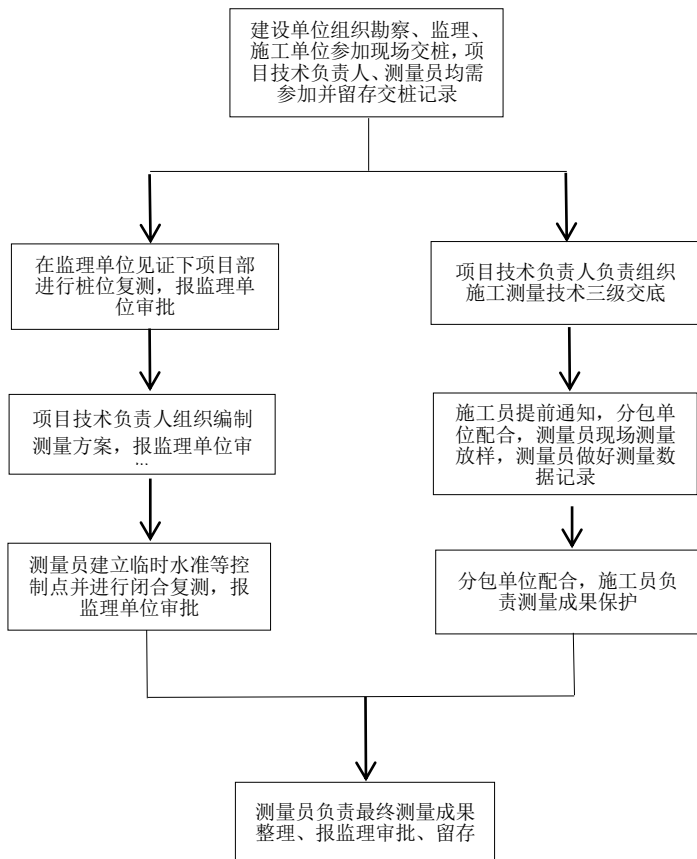 建设单位组织勘察、监理、
施工单位参加现场交桩，项
目技术负责人、测量员均需
参加并留存交桩记录
在监理单位见证下项目部
进行桩位复测，报监理单
位审批
项目技术负责人组织编制
测量方案，报监理单位审
…
测量员建立临时水准等控
制点并进行闭合复测，报
监理单位审批
项目技术负责人负责组织
施工测量技术三级交底
施工员提前通知，分包单
位配合，测量员现场测量
放样，测量员做好测量数
据记录
分包单位配合，施工员负
责测量成果保护
测量员负责最终测量成果
整理、报监理审批、留存